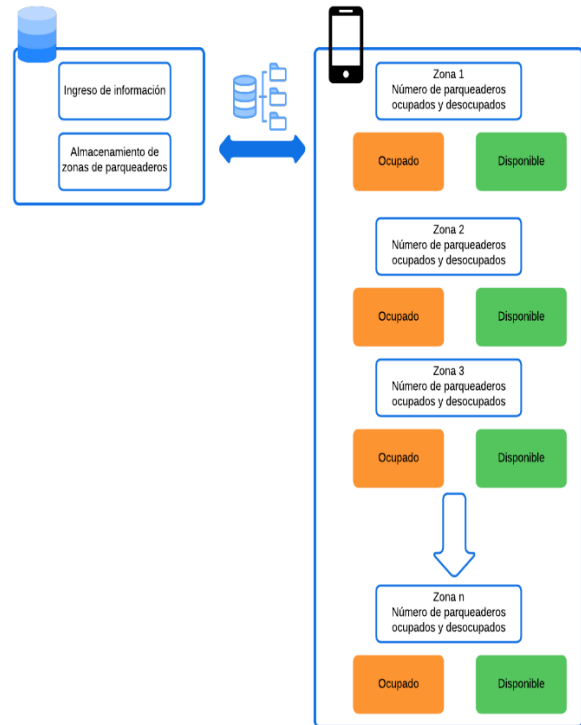 Ingreso de información
Almacenamiento de
zonas de parqueaderos
Zona 1
Número de parqueaderos
ocupados y desocupados
Ocupado
Disponible
Zona 2
Número de parqueaderos
ocupados y desocupados
Ocupado
Disponible
Zona 3
Número de parqueaderos
ocupados y desocupados
Ocupado
Disponible
Zona n
Número de parqueaderos
ocupados y desocupados
Ocupado
Disponible